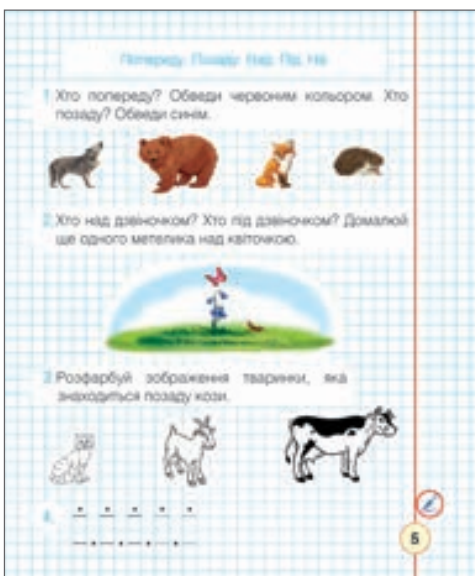 Попереду. Позаду. Над. Під. На
1. Хто попереду? Обведи червоним кольором. Хто
позаду? Обведи синім.
2. Хто над дзвіночком? Хто під дзвіночком? Домалюй
ще одного метелика над квіточкою.
3. Розфарбуй зображення тваринки, яка
знаходиться позаду кози.
4.
5